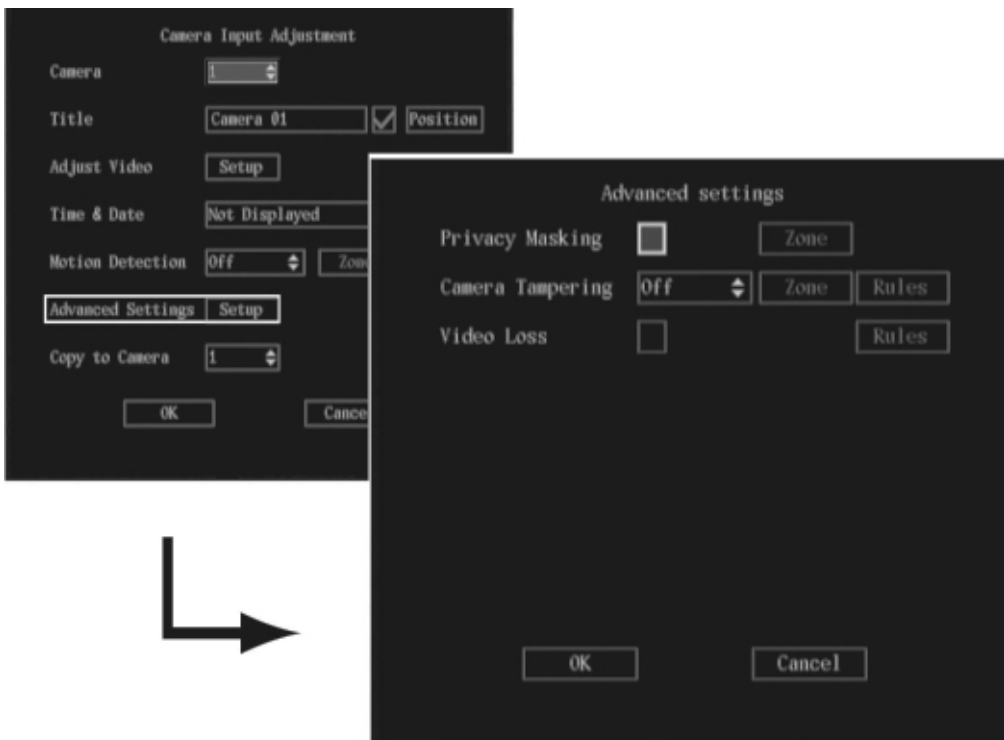 Camera Input Adjustment
Camera 1
Title Camera 01 Position
Adjust Video Setup
Time & Date Not Displayed
Motion Detection Off
Advanced Settings Setup
Copy to Camera 1
OK
Advanced settings
Privacy Masking Zone
Camera Tampering Off Zone Rules
Video Loss Rules
OK Cancel